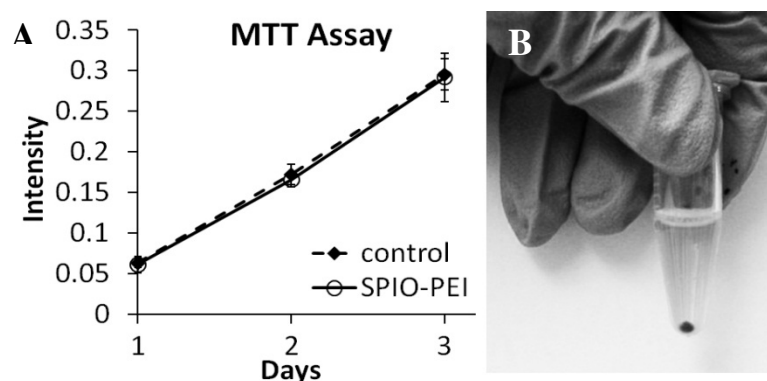 A
MTT Assay
Intensity
0.35
0.3
0.25
0.2
0.15
0.1
0.05
0
control
SPIO-PEI
1 2 3
Days
B